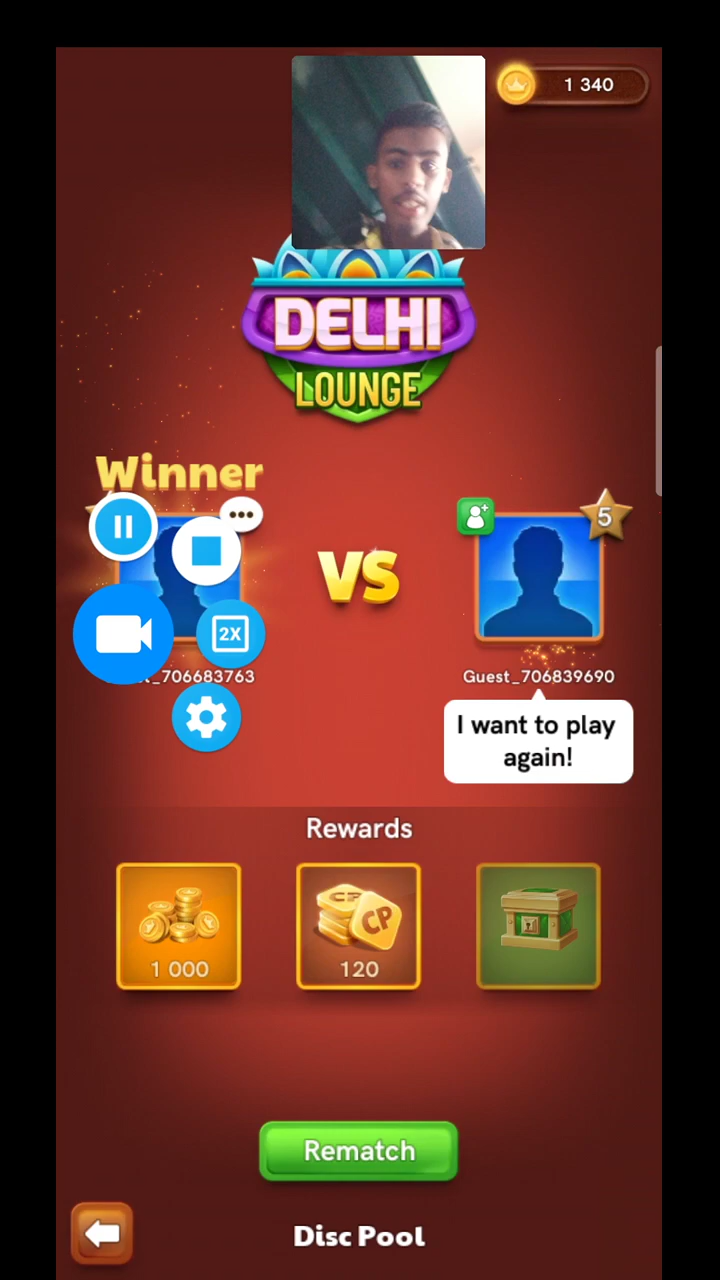 1 340
DELHI
LOUNGE
Winner
5
VS
2X
_706683763
Guest_706839690
I want to play
again!
Rewards
CP
CP
1 000
120
Rematch
Disc Pool